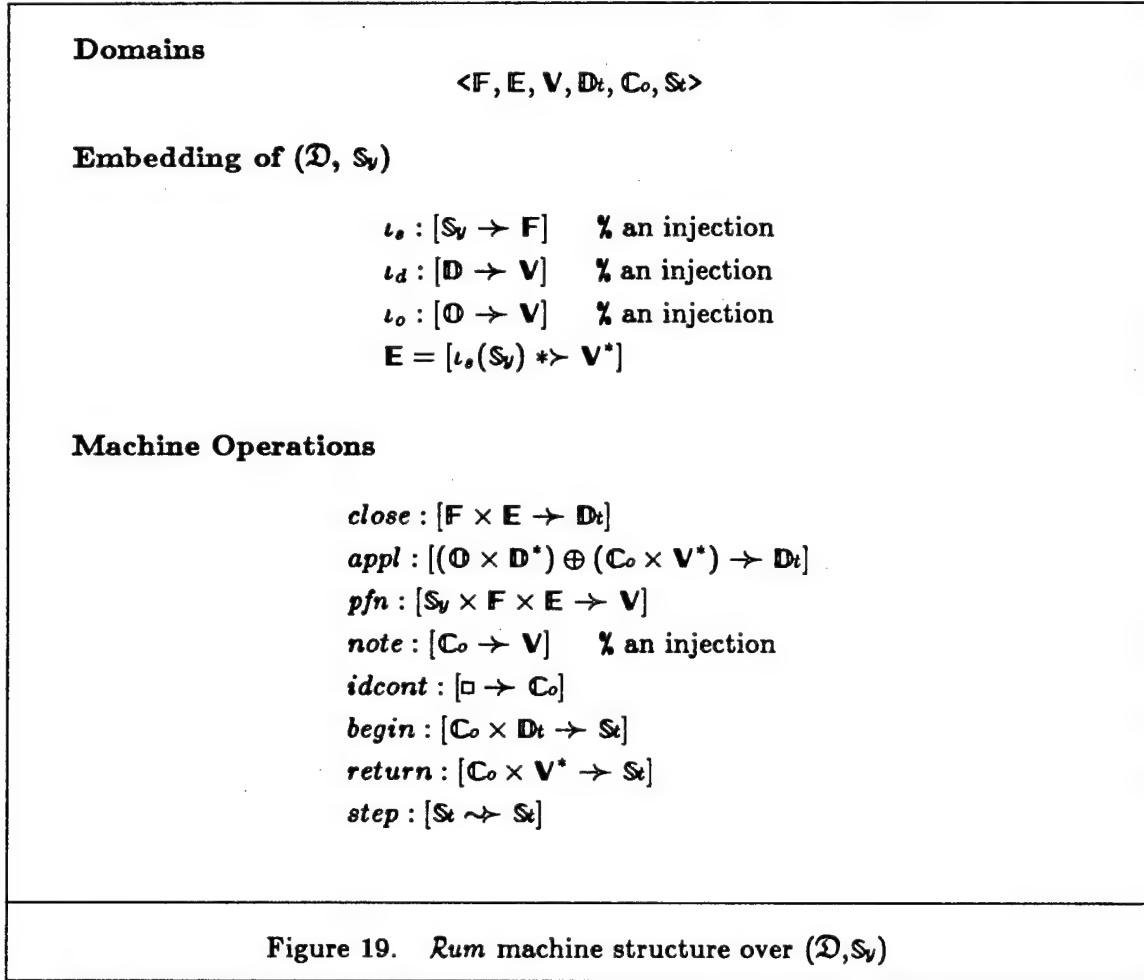 Domains
<𝔽, 𝔼, 𝕍, 𝔻t, ℂo, 𝕊t>
Embedding of (𝔇, 𝕊y)
ιs : [𝕊y → 𝔽] % an injection
ιd : [𝔻 → 𝕍] % an injection
ιo : [𝕆 → 𝕍] % an injection
𝔼 = [ιs(𝕊y) *≻ 𝕍*]
Machine Operations
close : [𝔽 × 𝔼 → 𝔻t]
appl : [(𝕆 × 𝔻*) ⊕ (ℂo × 𝕍*) → 𝔻t]
pfn : [𝕊y × 𝔽 × 𝔼 → 𝕍]
note : [ℂo → 𝕍] % an injection
idcont : [□ → ℂo]
begin : [ℂo × 𝔻t → 𝕊t]
return : [ℂo × 𝕍* → 𝕊t]
step : [𝕊t ⇝ 𝕊t]
Figure 19. Rum machine structure over (𝔇,𝕊y)